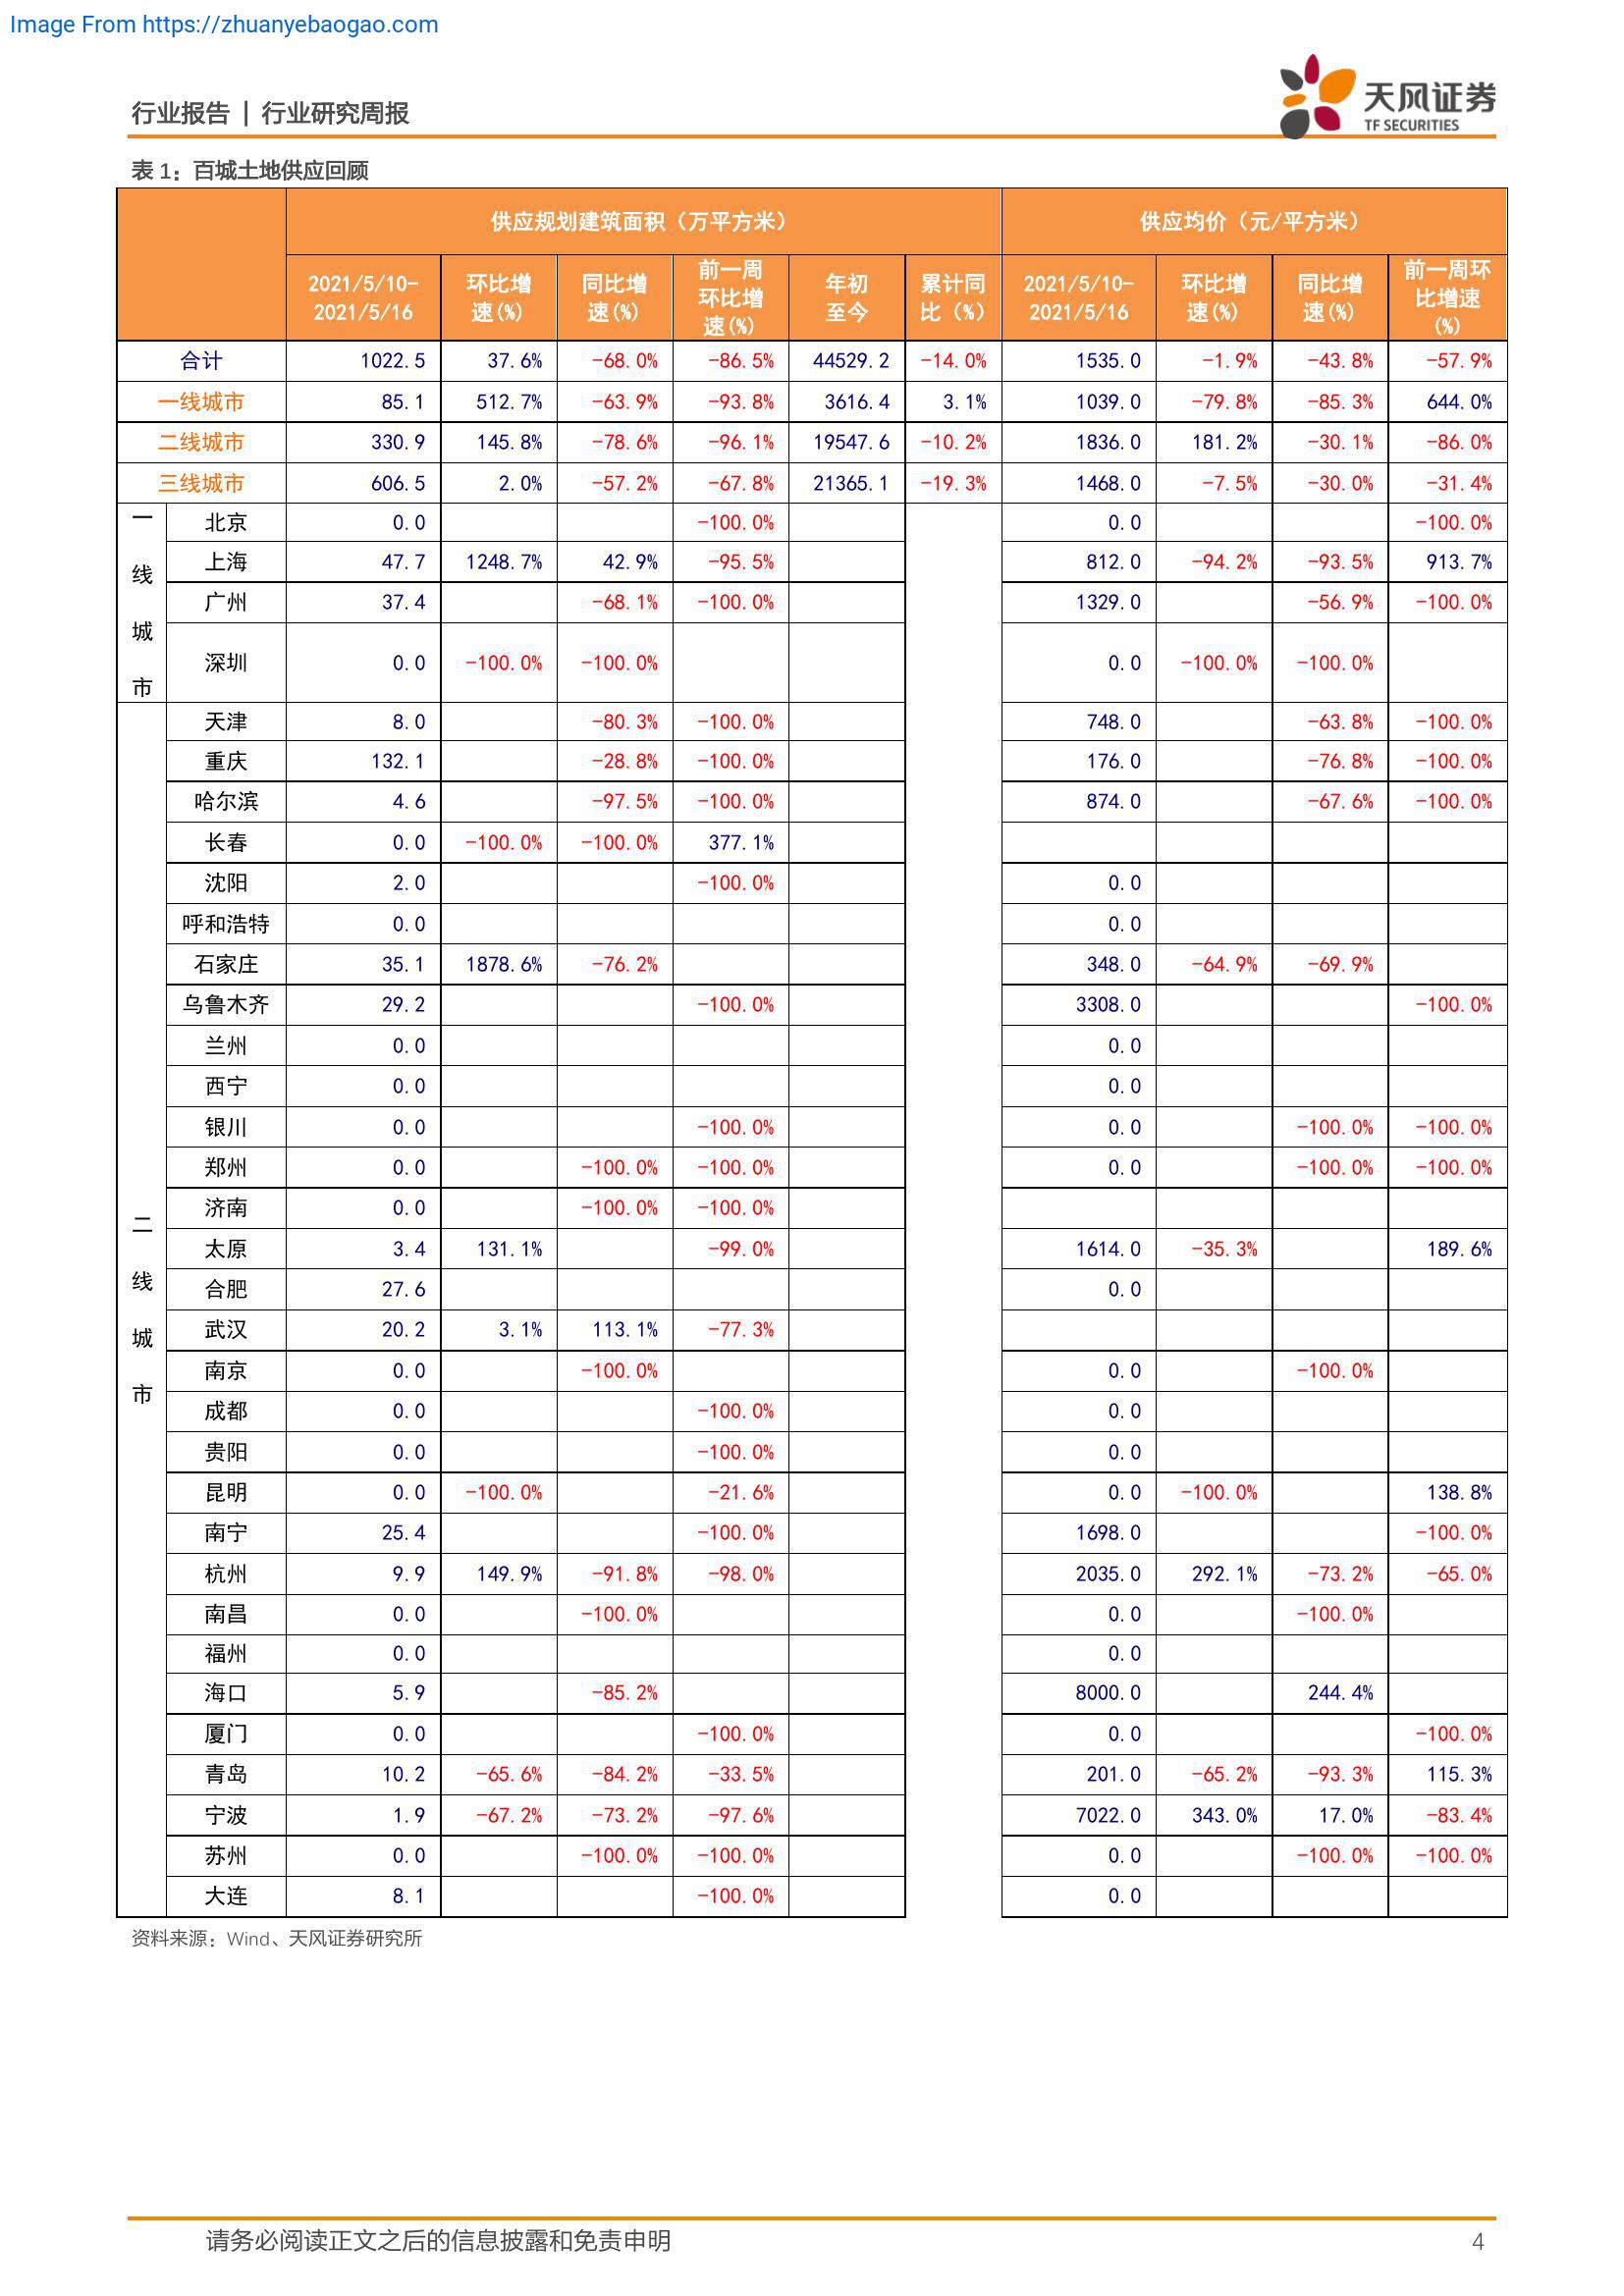 Image From https://zhuanyebaogao.com
行业报告 | 行业研究周报
天风证券
TF SECURITIES
表 1：百城土地供应回顾
供应规划建筑面积（万平方米） 供应均价（元/平方米）
2021/5/10-2021/5/16 环比增速(%) 同比增速(%) 前一周环比增速(%) 年初至今 累计同比（%） 2021/5/10-2021/5/16 环比增速(%) 同比增速(%) 前一周环比增速(%)
合计 1022.5 37.6% -68.0% -86.5% 44529.2 -14.0% 1535.0 -1.9% -43.8% -57.9%
一线城市 85.1 512.7% -63.9% -93.8% 3616.4 3.1% 1039.0 -79.8% -85.3% 644.0%
二线城市 330.9 145.8% -78.6% -96.1% 19547.6 -10.2% 1836.0 181.2% -30.1% -86.0%
三线城市 606.5 2.0% -57.2% -67.8% 21365.1 -19.3% 1468.0 -7.5% -30.0% -31.4%
一线城市
北京 0.0 -100.0% 0.0 -100.0%
上海 47.7 1248.7% 42.9% -95.5% 812.0 -94.2% -93.5% 913.7%
广州 37.4 -68.1% -100.0% 1329.0 -56.9% -100.0%
深圳 0.0 -100.0% -100.0% 0.0 -100.0% -100.0%
二线城市
天津 8.0 -80.3% -100.0% 748.0 -63.8% -100.0%
重庆 132.1 -28.8% -100.0% 176.0 -76.8% -100.0%
哈尔滨 4.6 -97.5% -100.0% 874.0 -67.6% -100.0%
长春 0.0 -100.0% -100.0% 377.1%
沈阳 2.0 -100.0% 0.0
呼和浩特 0.0 0.0
石家庄 35.1 1878.6% -76.2% 348.0 -64.9% -69.9%
乌鲁木齐 29.2 -100.0% 3308.0 -100.0%
兰州 0.0 0.0
西宁 0.0 0.0
银川 0.0 -100.0% 0.0 -100.0% -100.0%
郑州 0.0 -100.0% -100.0% 0.0 -100.0% -100.0%
济南 0.0 -100.0% -100.0%
太原 3.4 131.1% -99.0% 1614.0 -35.3% 189.6%
合肥 27.6 0.0
武汉 20.2 3.1% 113.1% -77.3%
南京 0.0 -100.0% 0.0 -100.0%
成都 0.0 -100.0% 0.0
贵阳 0.0 -100.0% 0.0
昆明 0.0 -100.0% -21.6% 0.0 -100.0% 138.8%
南宁 25.4 -100.0% 1698.0 -100.0%
杭州 9.9 149.9% -91.8% -98.0% 2035.0 292.1% -73.2% -65.0%
南昌 0.0 -100.0% 0.0 -100.0%
福州 0.0 0.0
海口 5.9 -85.2% 8000.0 244.4%
厦门 0.0 -100.0% 0.0 -100.0%
青岛 10.2 -65.6% -84.2% -33.5% 201.0 -65.2% -93.3% 115.3%
宁波 1.9 -67.2% -73.2% -97.6% 7022.0 343.0% 17.0% -83.4%
苏州 0.0 -100.0% -100.0% 0.0 -100.0% -100.0%
大连 8.1 -100.0% 0.0
资料来源：Wind、天风证券研究所
请务必阅读正文之后的信息披露和免责申明 4